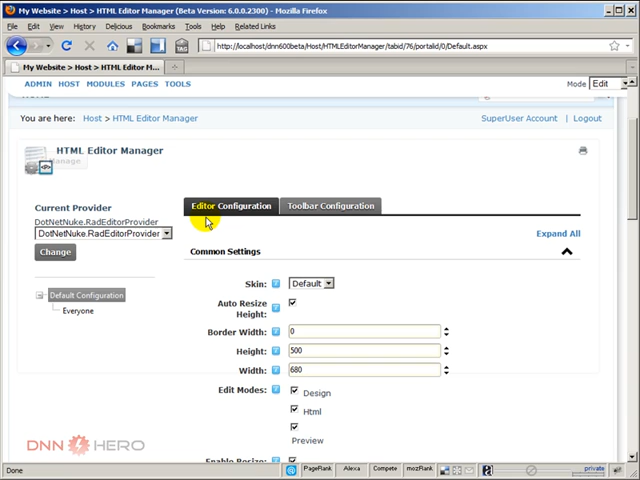 My Website > Host > HTML Editor Manager (Beta Version: 6.0.0.2300) - Mozilla Firefox
File Edit View History Delicious Bookmarks Tools Help
TAG
Related Links
http://localhost/dnn600beta/Host/HTMLEditorManager/tabid/76/portalid/0/Default.aspx
My Website > Host > HTML Editor M...
ADMIN HOST MODULES PAGES TOOLS
Mode Edit
You are here: Host > HTML Editor Manager
SuperUser Account | Logout
HTML Editor Manager
Manage
Current Provider
DotNetNuke.RadEditorProvider
DotNetNuke.RadEditorProvider
Change
Default Configuration
Everyone
Editor Configuration
Toolbar Configuration
Expand All
Common Settings
Skin: Default
Auto Resize Height:
Border Width: 0
Height: 500
Width: 680
Edit Modes: Design
Html
Preview
Enable Resize:
DNN HERO
Done
PageRank
Alexa
Compete
mozRank
private